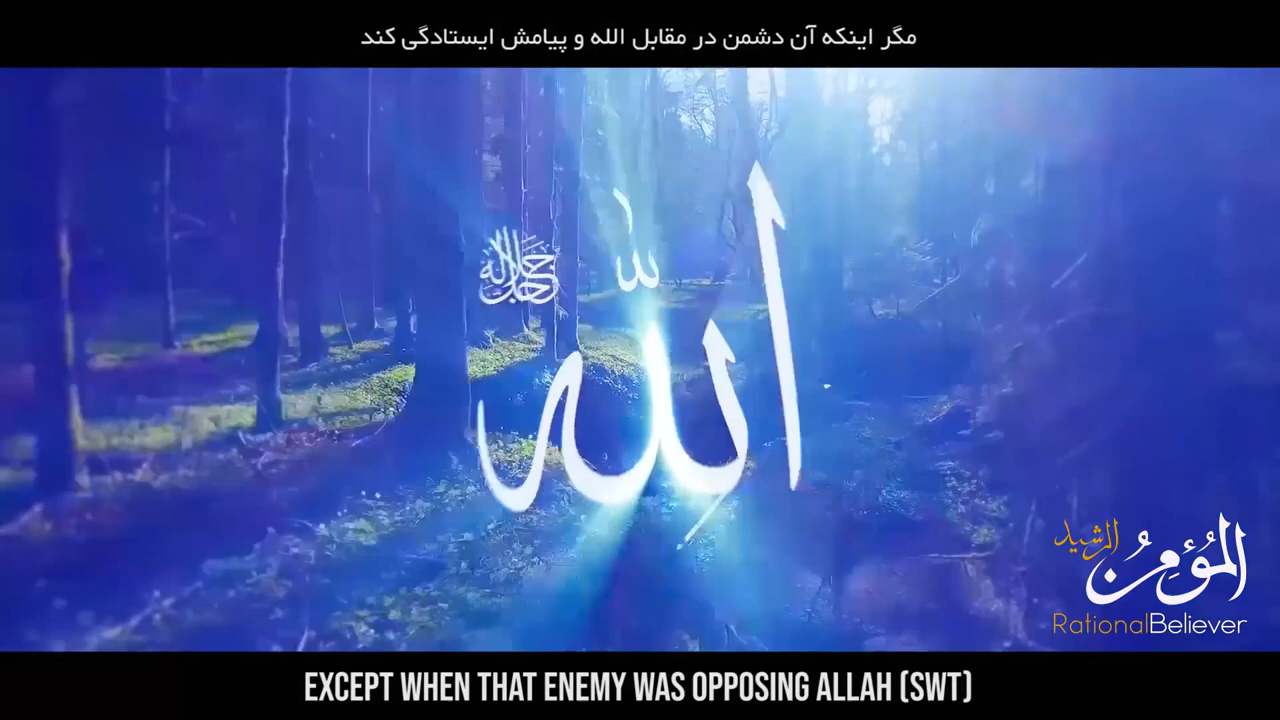 مگر اینکه آن دشمن در مقابل الله و پیامش ایستادگی کند
الله
جل جلاله
المؤمن الرشيد
RationalBeliever
EXCEPT WHEN THAT ENEMY WAS OPPOSING ALLAH (SWT)